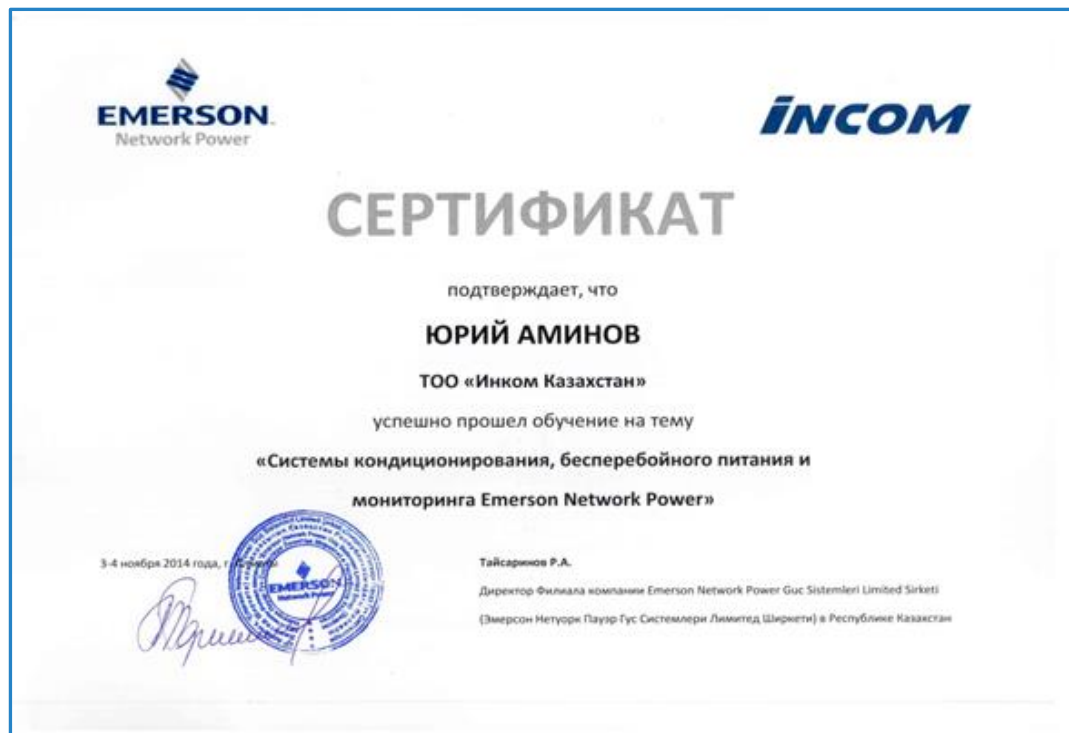 EMERSON
Network Power
INCOM
СЕРТИФИКАТ
подтверждает, что
ЮРИЙ АМИНОВ
ТОО «Инком Казахстан»
успешно прошел обучение на тему
«Системы кондиционирования, бесперебойного питания и
мониторинга Emerson Network Power»
3-4 ноября 2014 года, г.
EMERSON
Network Power
Тайсаринов Р.А.
Директор Филиала компании Emerson Network Power Guc Sistemleri Limited Sirketi
(Эмерсон Нетуорк Пауэр Гус Системлери Лимитед Ширкети) в Республике Казахстан